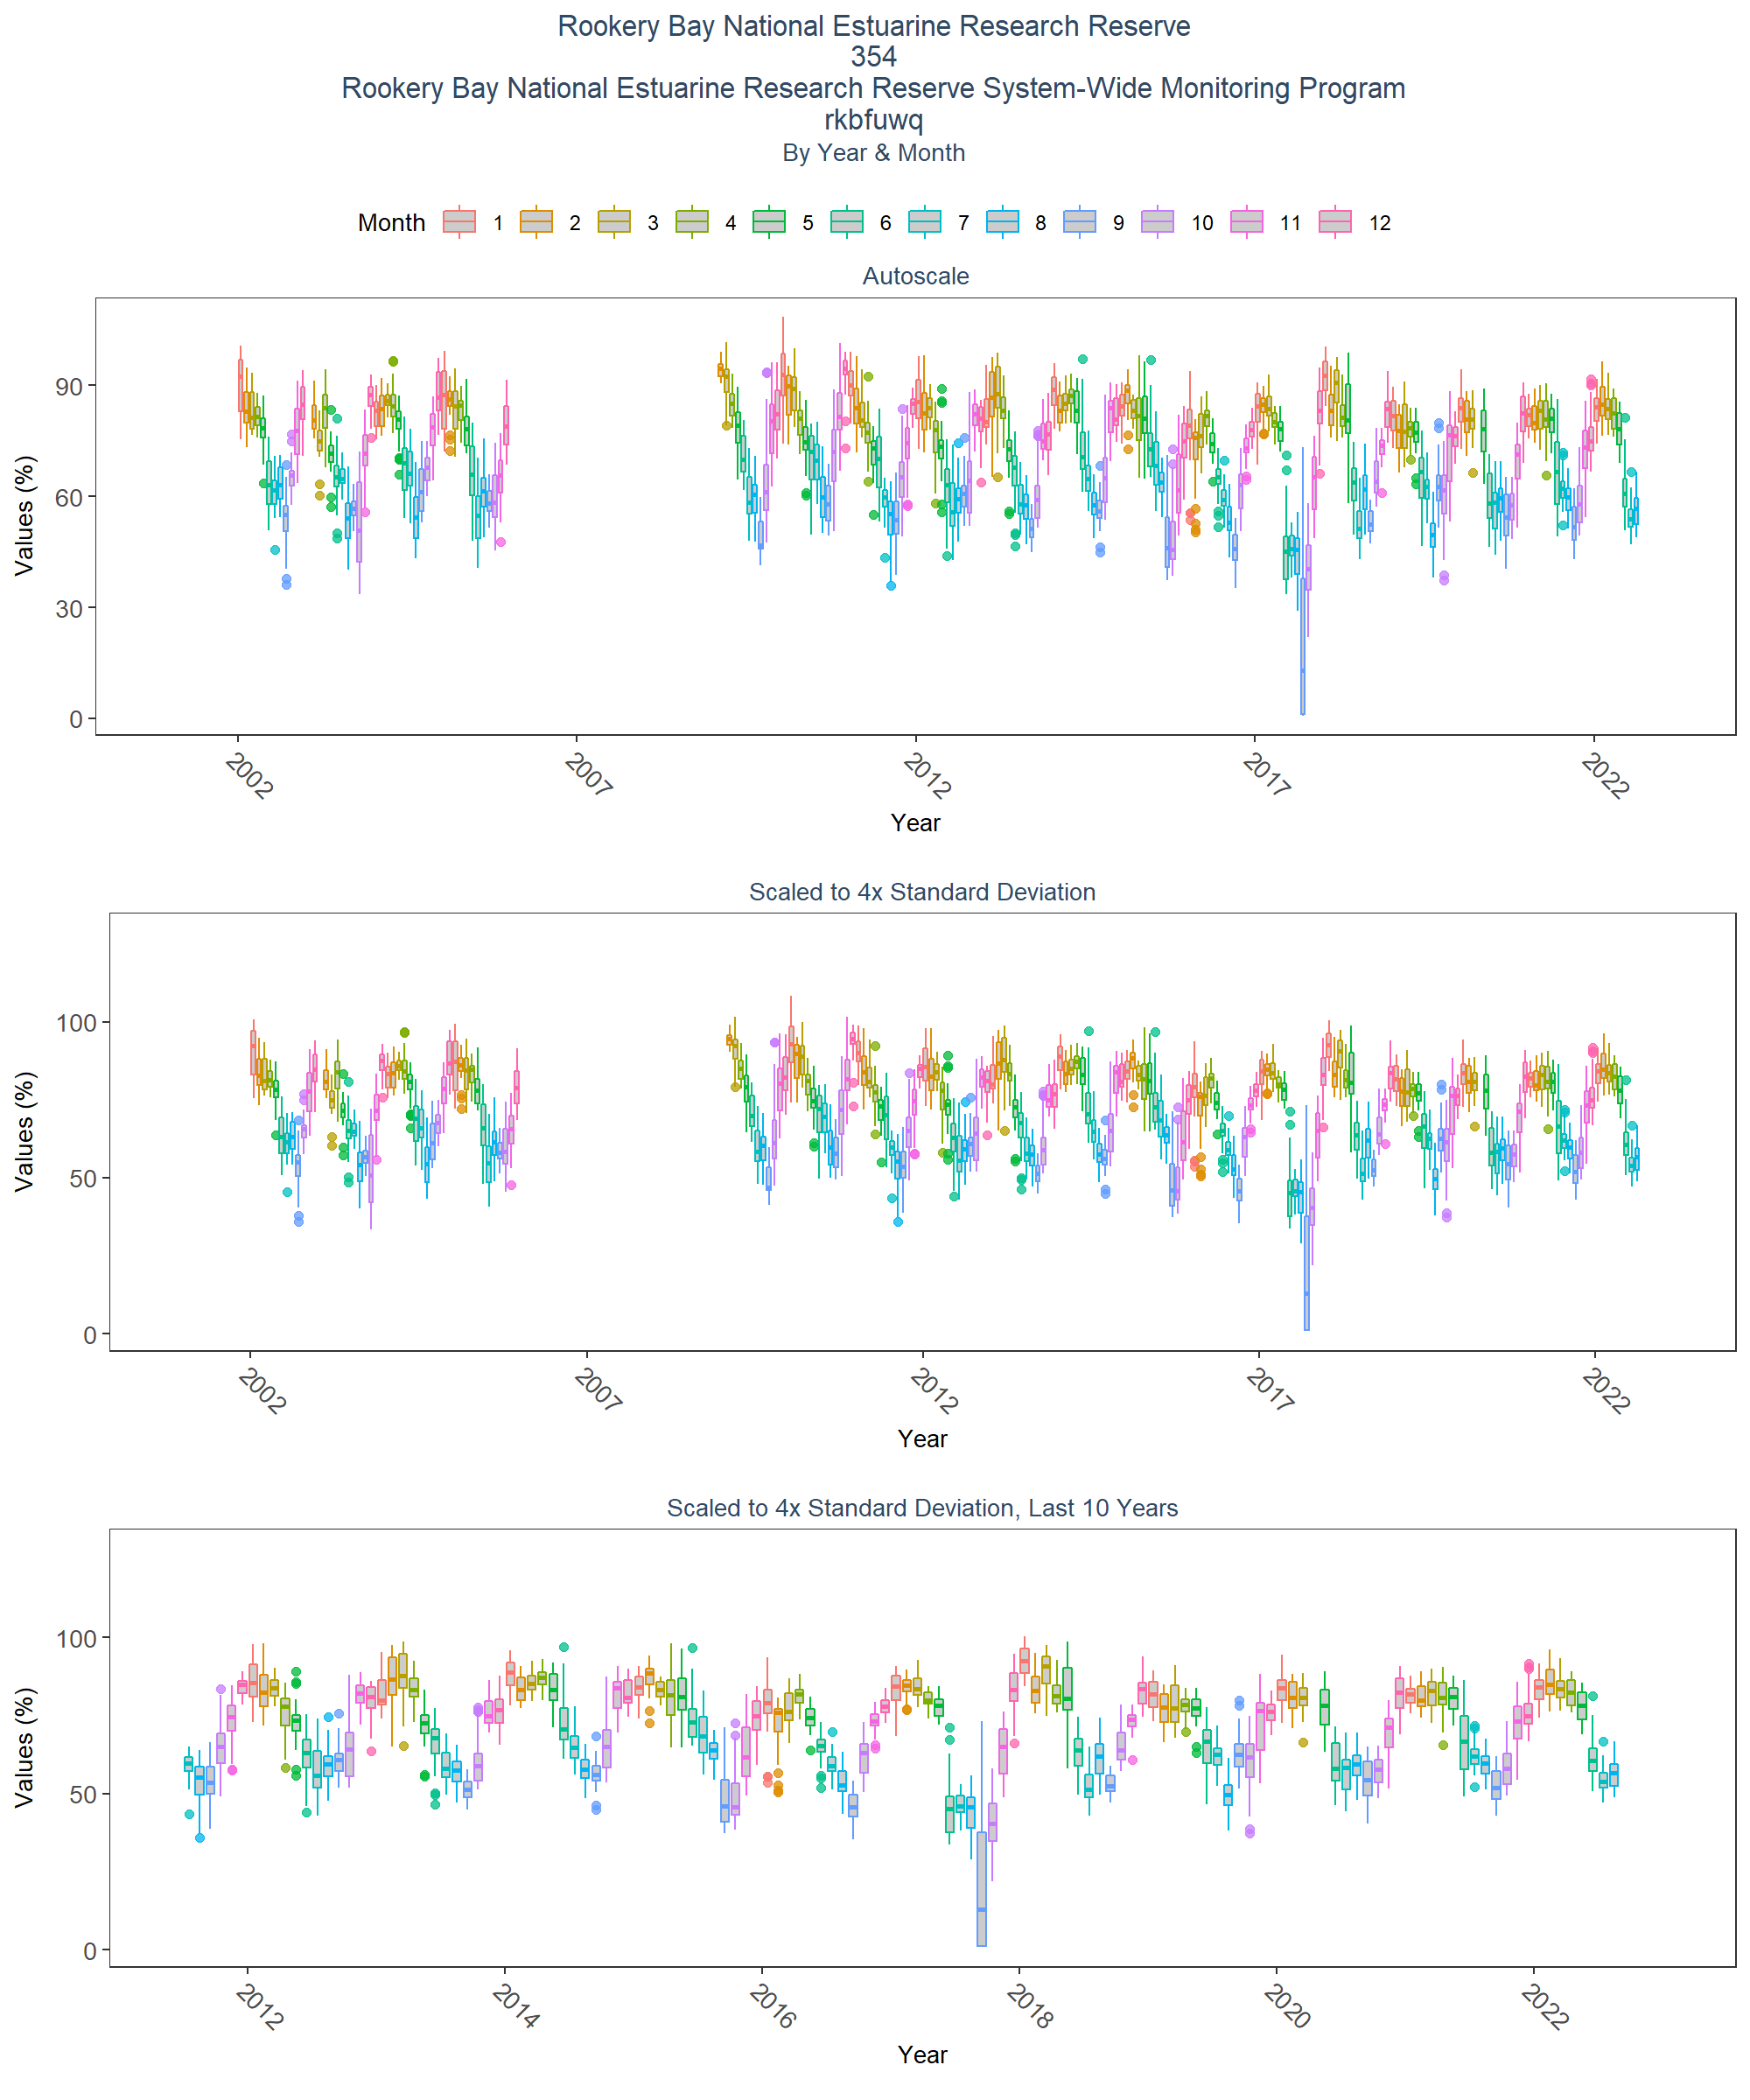 Rookery Bay National Estuarine Research Reserve
354
Rookery Bay National Estuarine Research Reserve System-Wide Monitoring Program
rkbfuwq
By Year & Month
Month 1 2 3 4 5 6 7 8 9 10 11 12
Autoscale
Values (%)
90
60
30
0
2002 2007 2012 2017 2022
Year
Scaled to 4x Standard Deviation
Values (%)
100
50
0
2002 2007 2012 2017 2022
Year
Scaled to 4x Standard Deviation, Last 10 Years
Values (%)
100
50
0
2012 2014 2016 2018 2020 2022
Year